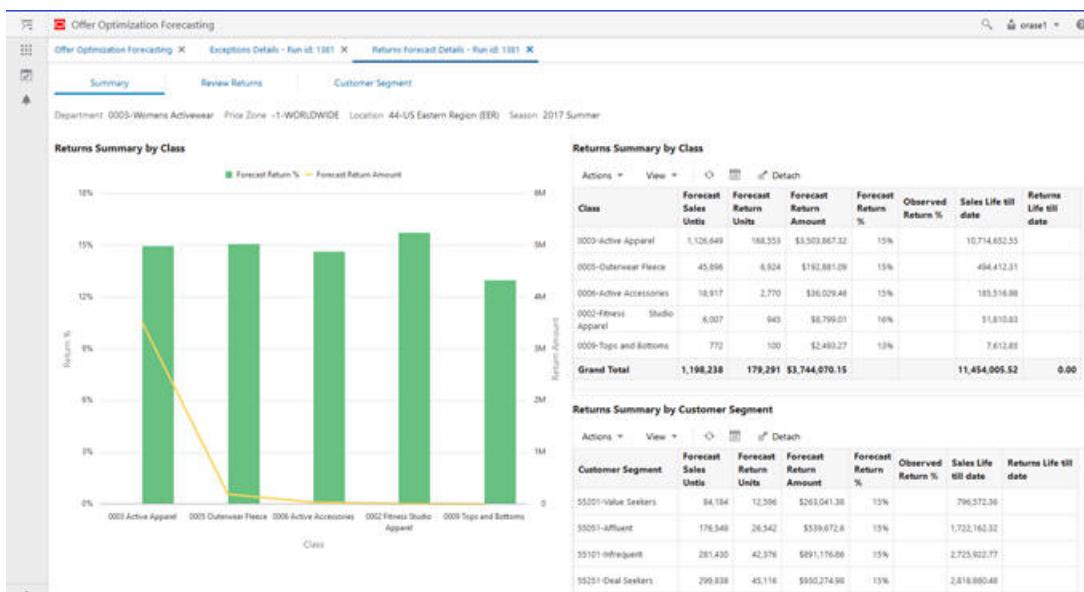 Offer Optimization Forecasting
orase1
Offer Optimization Forecasting X Exceptions Details - Run id: 1381 X Returns Forecast Details - Run id: 1381 X
Summary Review Returns Customer Segment
Department 0003-Womens Activewear Price Zone -1-WORLDWIDE Location 44-US Eastern Region (EER) Season 2017 Summer
Returns Summary by Class
Forecast Return % Forecast Return Amount
18% 6M
15% 5M
12% 4M
9% 3M
6% 2M
3% 1M
0% 0
Return %
Return Amount
0003 Active Apparel 0005 Outerwear Fleece 0006 Active Accessories 0002 Fitness Studio Apparel 0009 Tops and Bottoms
Class
Returns Summary by Class
Actions View Detach
Class Forecast Sales Untis Forecast Return Units Forecast Return Amount Forecast Return % Observed Return % Sales Life till date Returns Life till date
0003-Active Apparel 1,126,649 168,553 $3,503,867.32 15% 10,714,652.55
0005-Outerwear Fleece 45,896 6,924 $192,881.09 15% 494,412.31
0006-Active Accessories 18,917 2,770 $36,029.46 15% 185,516.98
0002-Fitness Studio Apparel 6,007 943 $8,799.01 16% 51,810.83
0009-Tops and Bottoms 772 100 $2,493.27 13% 7,612.85
Grand Total 1,198,238 179,291 $3,744,070.15 11,454,005.52 0.00
Returns Summary by Customer Segment
Actions View Detach
Customer Segment Forecast Sales Untis Forecast Return Units Forecast Return Amount Forecast Return % Observed Return % Sales Life till date Returns Life till date
55201-Value Seekers 84,184 12,596 $263,041.38 15% 796,572.36
55051-Affluent 176,548 26,542 $539,672.6 15% 1,722,162.32
55101-Infrequent 281,430 42,376 $891,176.86 15% 2,725,922.77
55251-Deal Seekers 299,838 45,116 $950,274.98 15% 2,818,880.48